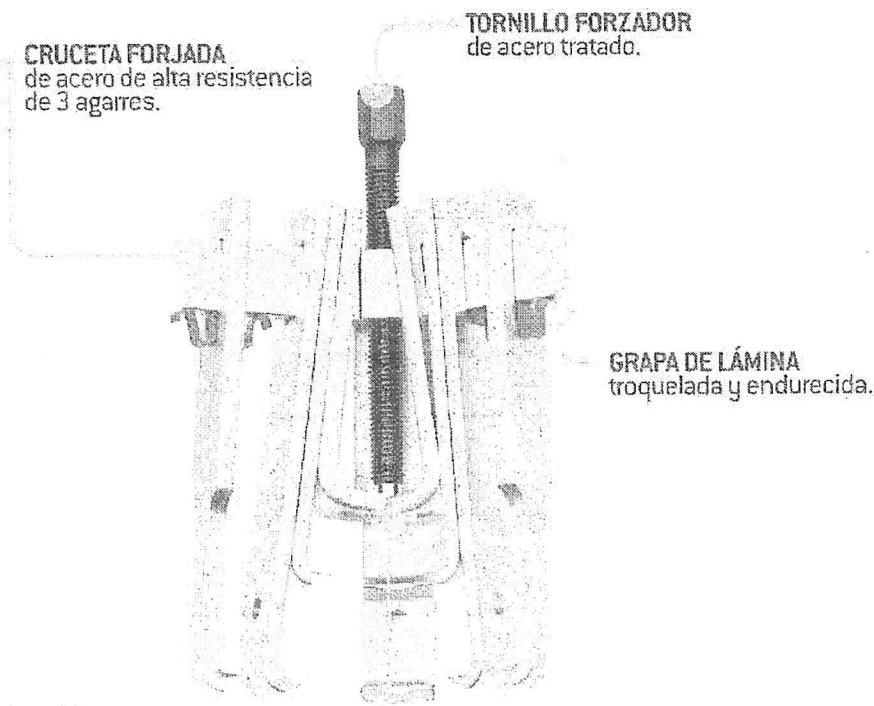 TORNILLO FORZADOR
de acero tratado.
CRUCETA FORJADA
de acero de alta resistencia
de 3 agarres.
GRAPA DE LÁMINA
troquelada y endurecida.